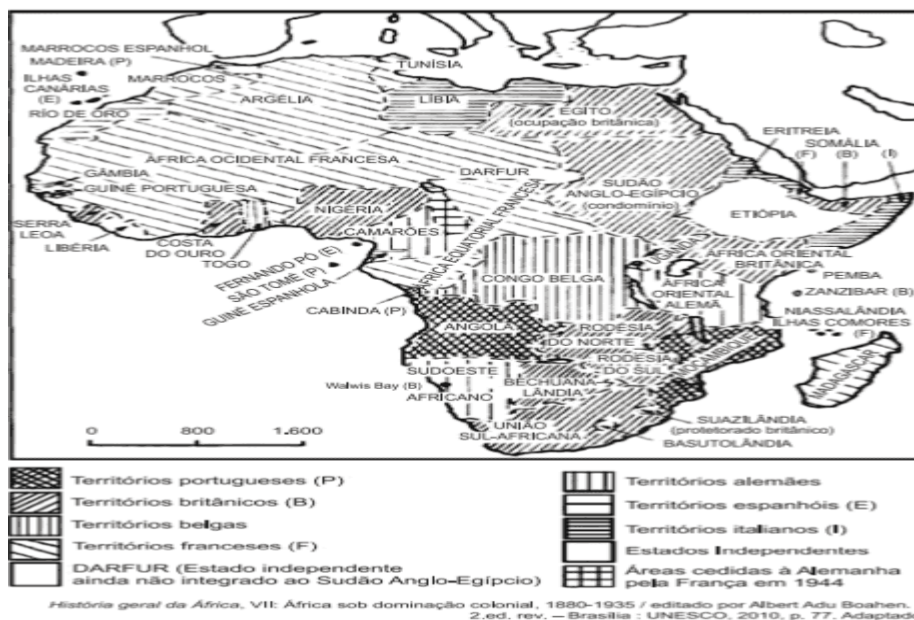 MARROCOS ESPANHOL
MADEIRA (P)
TUNÍSIA
ILHAS
CANÁRIAS
(E)
MARROCOS
RÍO DE ORO
ARGÉLIA
LÍBIA
EGITO
(ocupação britânica)
ERITREIA
SOMÁLIA
(F) (B) (I)
ÁFRICA OCIDENTAL FRANCESA
DARFUR
GÂMBIA
GUINÉ PORTUGUESA
SUDÃO
ANGLO-EGÍPCIO
(condomínio)
ETIÓPIA
NIGÉRIA
SERRA
LEOA
LIBÉRIA
CAMARÕES
COSTA
DO OURO
TOGO
ÁFRICA EQUATORIAL FRANCESA
UGANDA
ÁFRICA ORIENTAL
BRITÂNICA
FERNANDO PÓ (E)
SÃO TOMÉ (P)
GUINÉ ESPANHOLA
CONGO BELGA
ÁFRICA
ORIENTAL
ALEMÃ
PEMBA
ZANZIBAR (B)
CABINDA (P)
NIASSALÂNDIA
ILHAS COMORES
(F)
ANGOLA
RODÉSIA
DO NORTE
RODÉSIA
DO SUL
MOÇAMBIQUE
MADAGASCAR
SUDOESTE
AFRICANO
Walwis Bay (B)
BECHUANA
LÂNDIA
UNIÃO
SUL-AFRICANA
SUAZILÂNDIA
(protetorado britânico)
BASUTOLÂNDIA
0 800 1.600
Territórios portugueses (P)
Territórios britânicos (B)
Territórios belgas
Territórios franceses (F)
DARFUR (Estado independente
ainda não integrado ao Sudão Anglo-Egípcio)
Territórios alemães
Territórios espanhóis (E)
Territórios italianos (I)
Estados Independentes
Áreas cedidas à Alemanha
pela França em 1944
História geral da África, VII: África sob dominação colonial, 1880-1935 / editado por Albert Adu Boahen.
2.ed. rev. – Brasília : UNESCO, 2010, p. 77. Adaptado